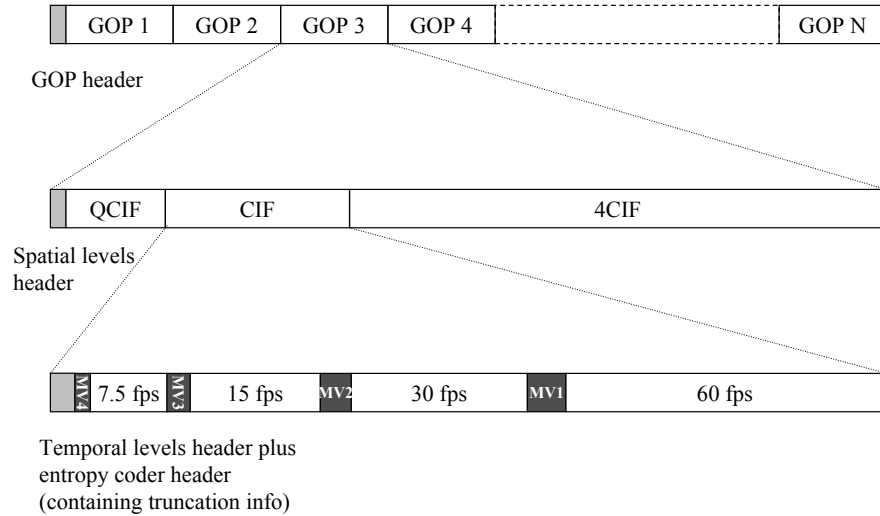 GOP 1 GOP 2 GOP 3 GOP 4 GOP N
GOP header
QCIF CIF 4CIF
Spatial levels
header
MV4 7.5 fps MV3 15 fps MV2 30 fps MV1 60 fps
Temporal levels header plus
entropy coder header
(containing truncation info)